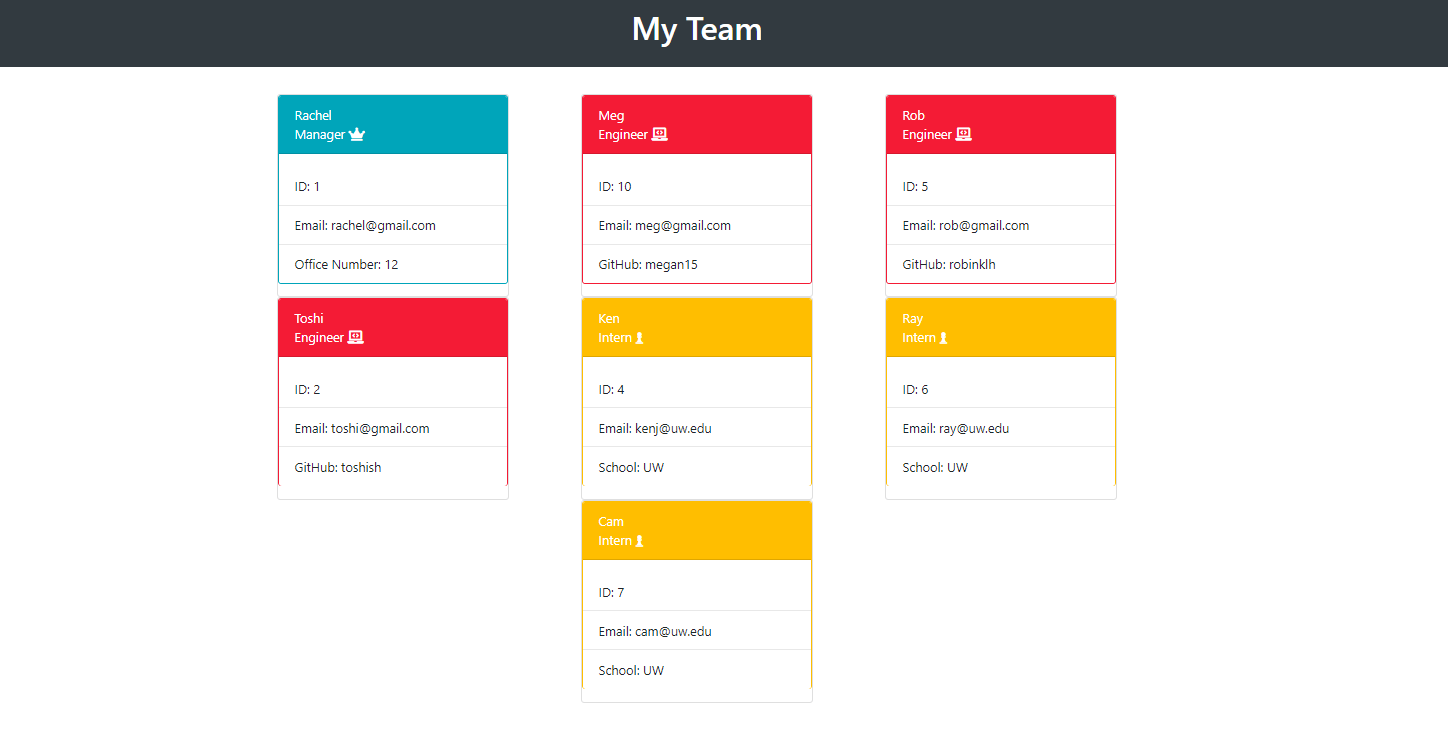 My Team
Rachel
Manager
ID: 1
Email: rachel@gmail.com
Office Number: 12
Meg
Engineer
ID: 10
Email: meg@gmail.com
GitHub: megan15
Rob
Engineer
ID: 5
Email: rob@gmail.com
GitHub: robinklh
Toshi
Engineer
ID: 2
Email: toshi@gmail.com
GitHub: toshish
Ken
Intern
ID: 4
Email: kenj@uw.edu
School: UW
Ray
Intern
ID: 6
Email: ray@uw.edu
School: UW
Cam
Intern
ID: 7
Email: cam@uw.edu
School: UW